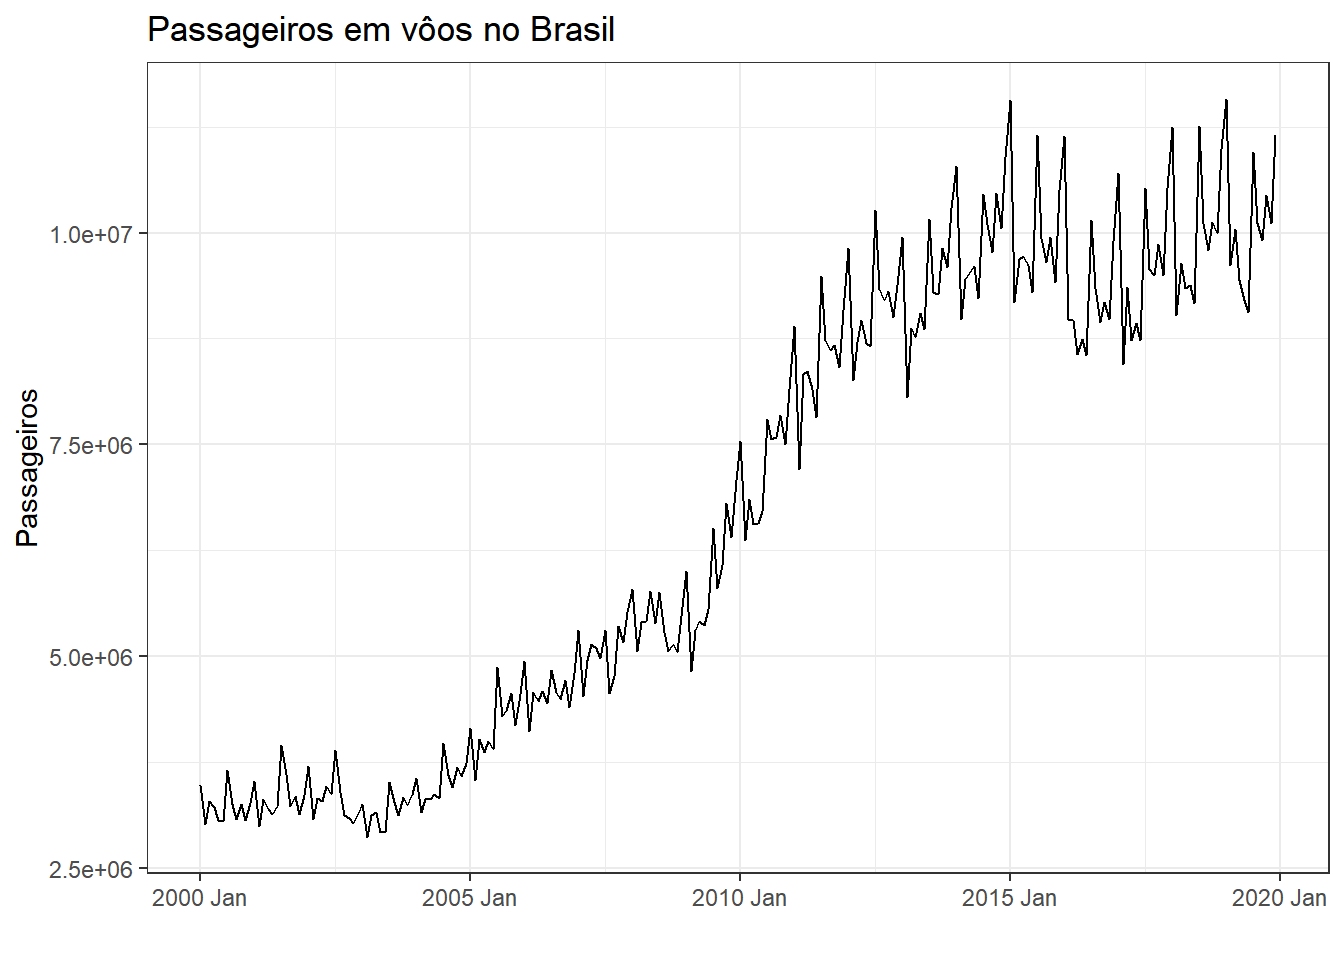 Passageiros em vôos no Brasil
Passageiros
1.0e+07
7.5e+06
5.0e+06
2.5e+06
2000 Jan
2005 Jan
2010 Jan
2015 Jan
2020 Jan